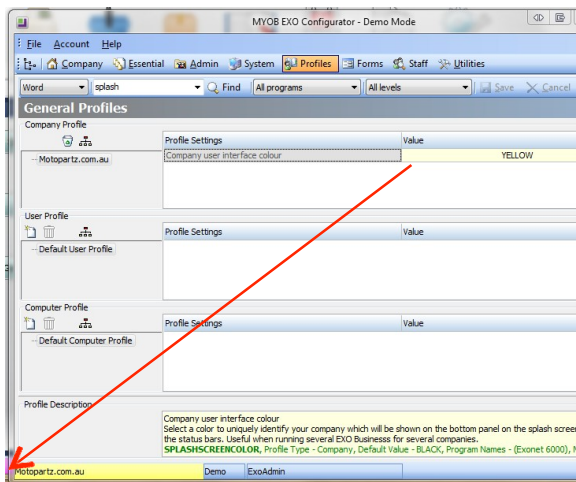 MYOB EXO Configurator - Demo Mode
File Account Help
Company Essential Admin System Profiles Forms Staff Utilities
Word splash Find All programs All levels Save Cancel
General Profiles
Company Profile
Profile Settings Value
Motopartz.com.au
Company user interface colour YELLOW
User Profile
Profile Settings Value
Default User Profile
Computer Profile
Profile Settings Value
Default Computer Profile
Profile Description
Company user interface colour
Select a color to uniquely identify your company which will be shown on the bottom panel on the splash screen
the status bars. Useful when running several EXO Businesss for several companies.
SPLASHSCREENCOLOR, Profile Type - Company, Default Value - BLACK, Program Names - (Exonet 6000),
Motopartz.com.au Demo ExoAdmin